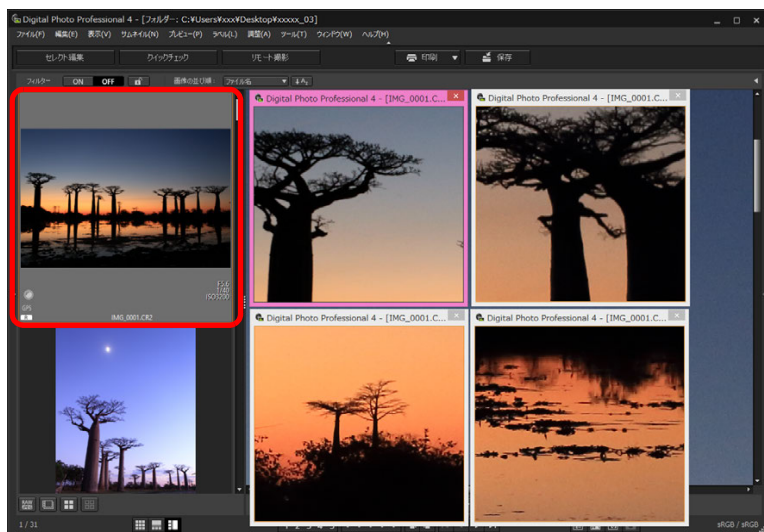 Digital Photo Professional 4 - [フォルダー: C:¥Users¥xxx¥Desktop¥xxxxx_03]
ファイル(F) 編集(E) 表示(V) サムネイル(N) プレビュー(P) ラベル(L) 調整(A) ツール(T) ウィンドウ(W) ヘルプ(H)
セレクト編集 クイックチェック リモート撮影 印刷 保存
フィルター ON OFF 画像の並び順: ファイル名
Digital Photo Professional 4 - [IMG_0001.C...
Digital Photo Professional 4 - [IMG_0001.C...
F5.6
1/40
ISO3200
GPS
IMG_0001.CR2
Digital Photo Professional 4 - [IMG_0001.C...
Digital Photo Professional 4 - [IMG_0001.C...
1 / 31
sRGB / sRGB